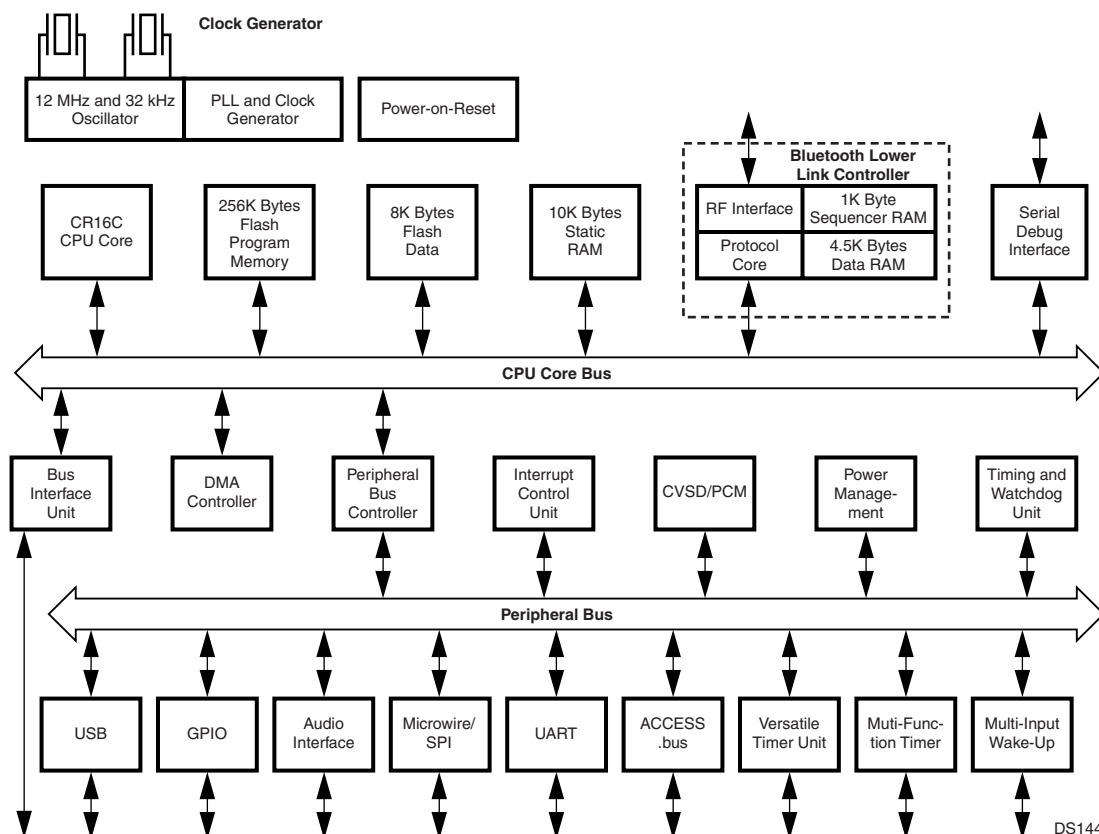 Clock Generator
12 MHz and 32 kHz
Oscillator
PLL and Clock
Generator
Power-on-Reset
Bluetooth Lower
Link Controller
CR16C
CPU Core
256K Bytes
Flash
Program
Memory
8K Bytes
Flash
Data
10K Bytes
Static
RAM
RF Interface
1K Byte
Sequencer RAM
Protocol
Core
4.5K Bytes
Data RAM
Serial
Debug
Interface
CPU Core Bus
Bus
Interface
Unit
DMA
Controller
Peripheral
Bus
Controller
Interrupt
Control
Unit
CVSD/PCM
Power
Manage-
ment
Timing and
Watchdog
Unit
Peripheral Bus
USB
GPIO
Audio
Interface
Microwire/
SPI
UART
ACCESS
.bus
Versatile
Timer Unit
Muti-Func-
tion Timer
Multi-Input
Wake-Up
DS144